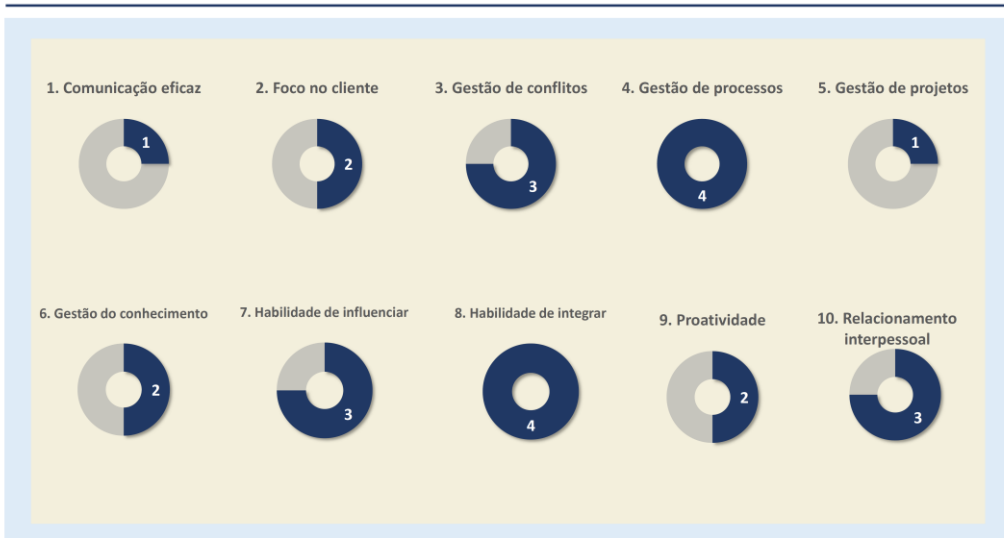 1. Comunicação eficaz
2. Foco no cliente
3. Gestão de conflitos
4. Gestão de processos
5. Gestão de projetos
1
2
3
4
1
6. Gestão do conhecimento
7. Habilidade de influenciar
8. Habilidade de integrar
9. Proatividade
10. Relacionamento
interpessoal
2
3
4
2
3